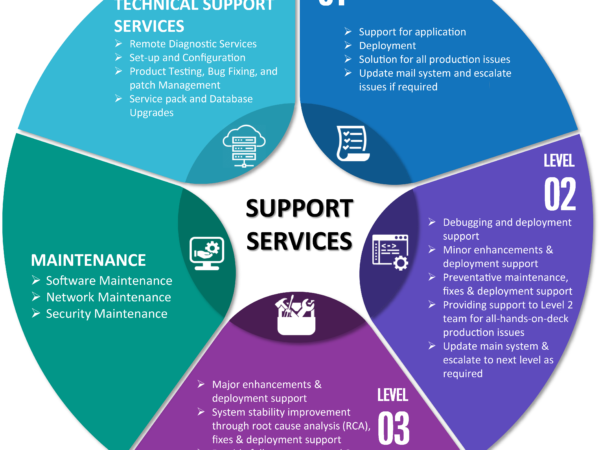 TECHNICAL SUPPORT
SERVICES
Remote Diagnostic Services
Set-up and Configuration
Product Testing, Bug Fixing, and
patch Management
Service pack and Database
Upgrades
01
Support for application
Deployment
Solution for all production issues
Update mail system and escalate
issues if required
LEVEL
02
Debugging and deployment
support
Minor enhancements &
deployment support
Preventative maintenance,
fixes & deployment support
Providing support to Level 2
team for all-hands-on-deck
production issues
Update main system &
escalate to next level as
required
SUPPORT
SERVICES
MAINTENANCE
Software Maintenance
Network Maintenance
Security Maintenance
LEVEL
03
Major enhancements &
deployment support
System stability improvement
through root cause analysis (RCA),
fixes & deployment support